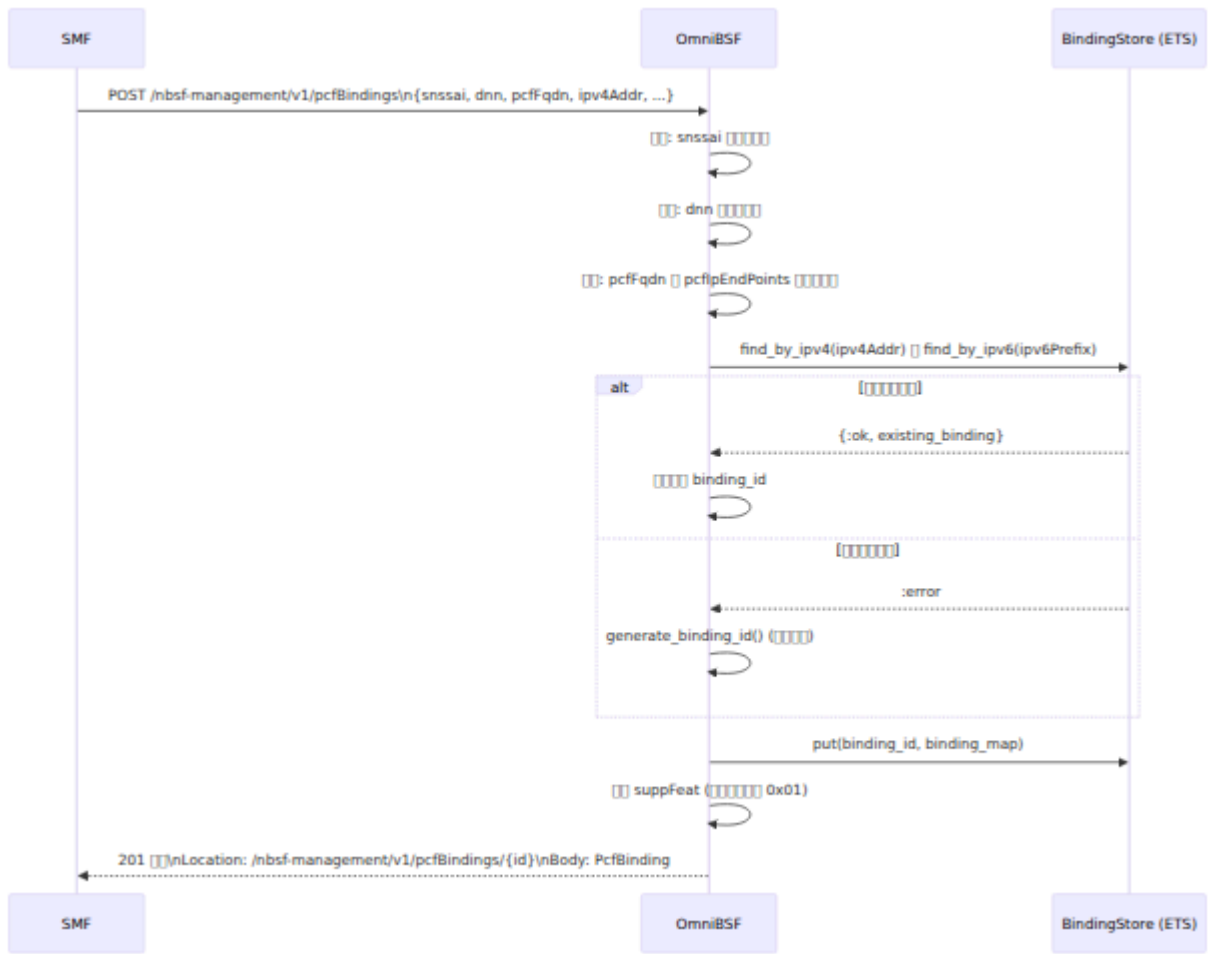 SMF
OmniBSF
BindingStore (ETS)
POST /nbsf-management/v1/pcfBindings\n{snssai, dnn, pcfFqdn, ipv4Addr, ...}
: snssai
: dnn
: pcfFqdn pcfIpEndPoints
find_by_ipv4(ipv4Addr) find_by_ipv6(ipv6Prefix)
alt
{:ok, existing_binding}
binding_id
:error
generate_binding_id()
put(binding_id, binding_map)
suppFeat ( 0x01)
201 \nLocation: /nbsf-management/v1/pcfBindings/{id}\nBody: PcfBinding
SMF
OmniBSF
BindingStore (ETS)